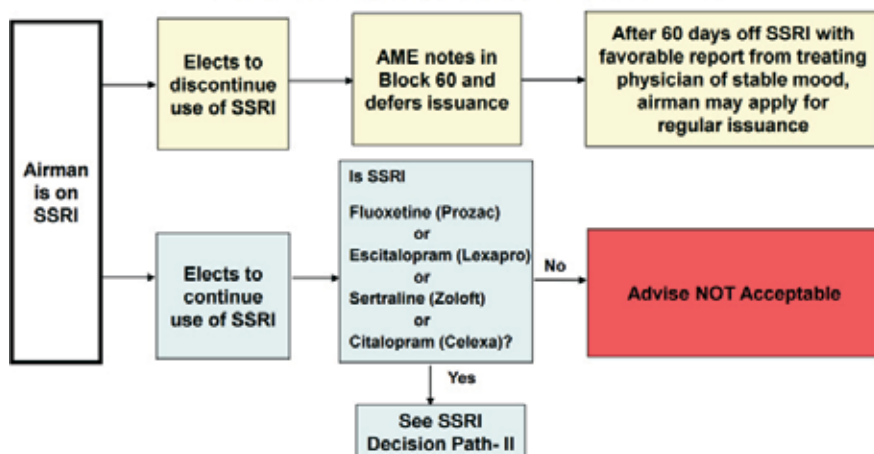 Airman
is on
SSRI
Elects to
discontinue
use of SSRI
AME notes in
Block 60 and
defers issuance
After 60 days off SSRI with
favorable report from treating
physician of stable mood,
airman may apply for
regular issuance
Elects to
continue
use of SSRI
Is SSRI
Fluoxetine (Prozac)
or
Escitalopram (Lexapro)
or
Sertraline (Zoloft)
or
Citalopram (Celexa)?
No
Advise NOT Acceptable
Yes
See SSRI
Decision Path- II